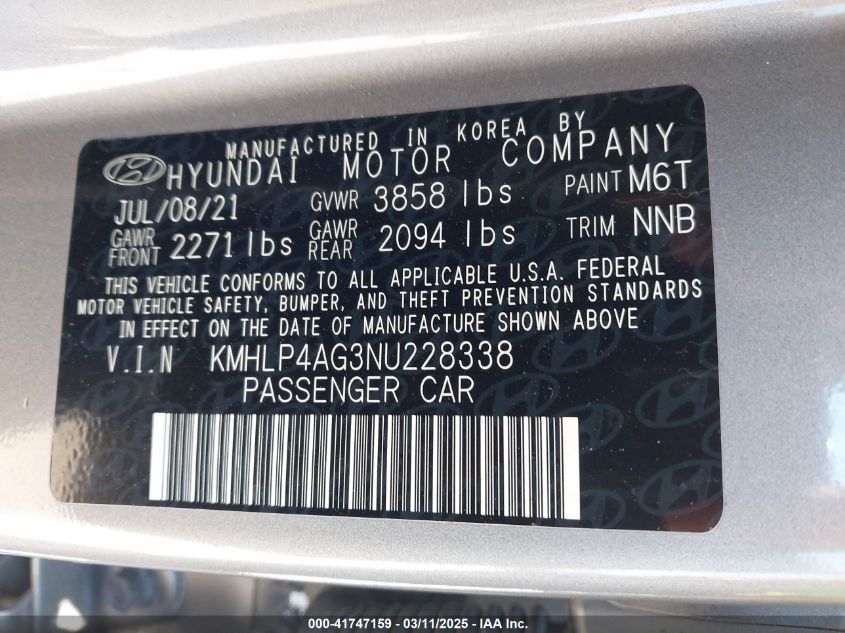 MANUFACTURED IN KOREA BY
HYUNDAI MOTOR COMPANY
JUL/08/21 GVWR 3858 lbs PAINT M6T
GAWR FRONT 2271 lbs GAWR REAR 2094 lbs TRIM NNB
THIS VEHICLE CONFORMS TO ALL APPLICABLE U.S.A. FEDERAL
MOTOR VEHICLE SAFETY, BUMPER, AND THEFT PREVENTION STANDARDS
IN EFFECT ON THE DATE OF MANUFACTURE SHOWN ABOVE
V.I.N KMHLP4AG3NU228338
PASSENGER CAR
000-41747159 - 03/11/2025 - IAA Inc.